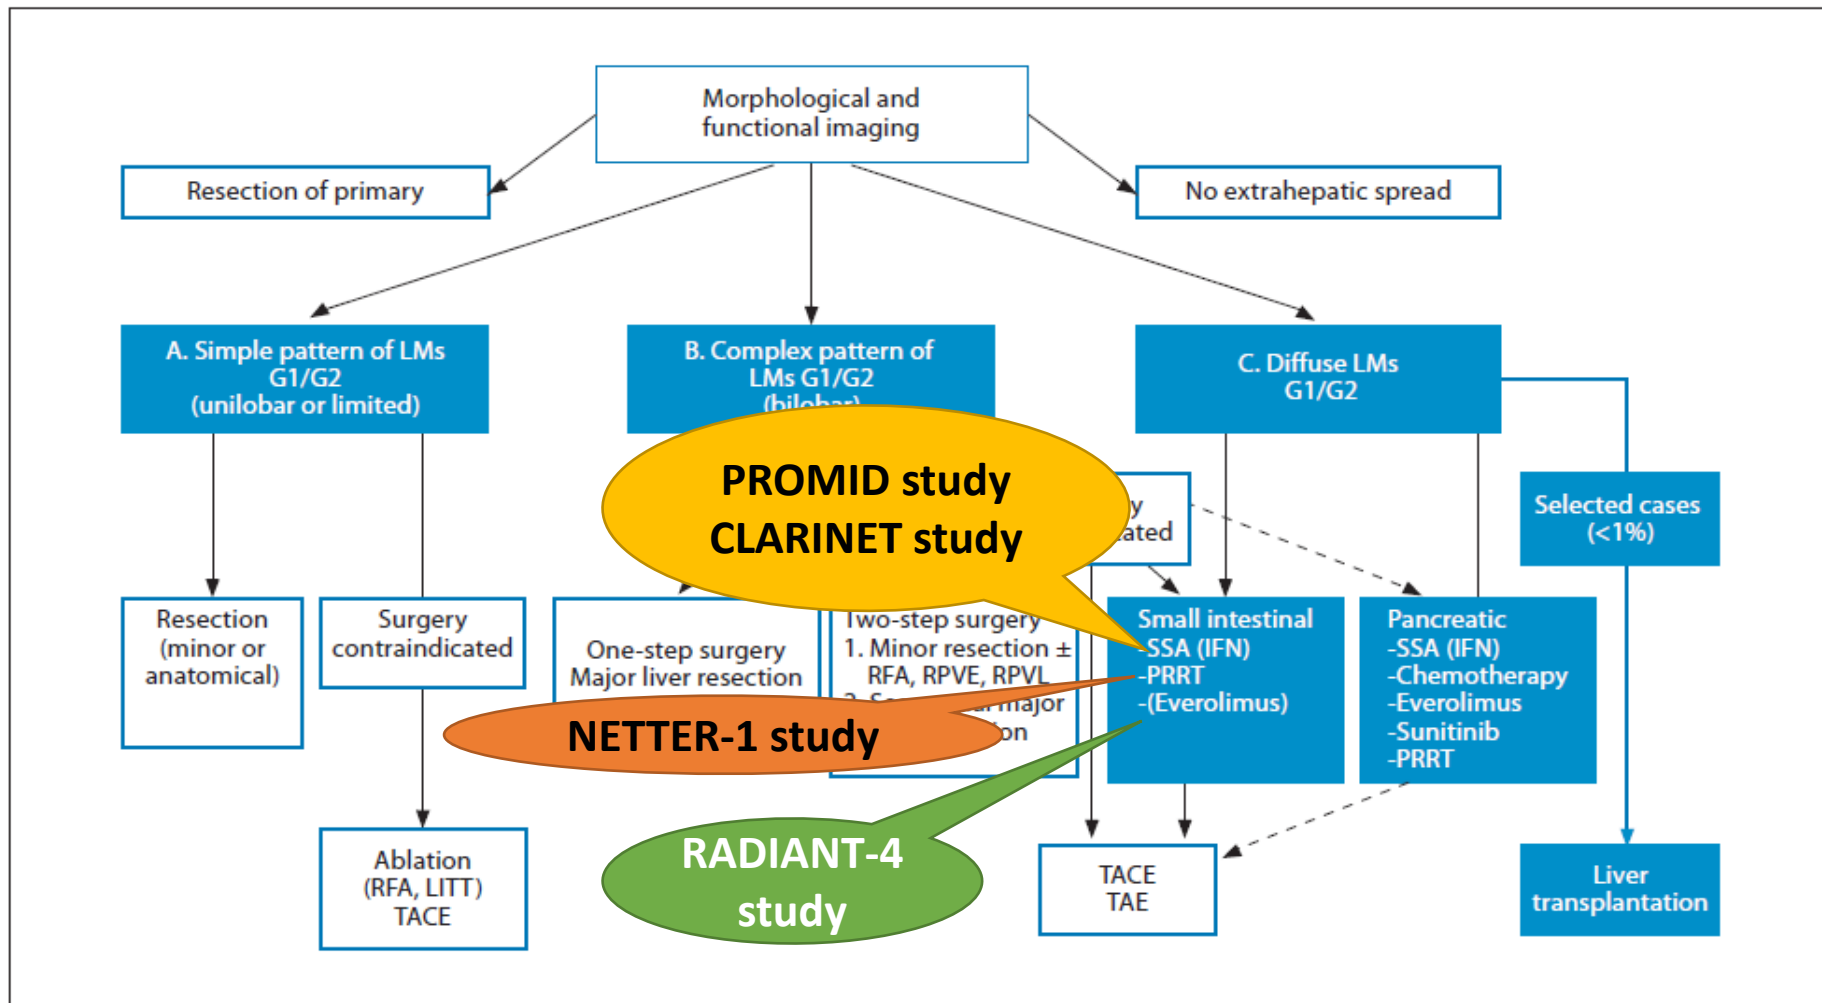 Morphological and
functional imaging
Resection of primary
No extrahepatic spread
A. Simple pattern of LMs
G1/G2
(unilobar or limited)
B. Complex pattern of
LMs G1/G2
(bilobar)
C. Diffuse LMs
G1/G2
PROMID study
CLARINET study
Selected cases
(<1%)
Resection
(minor or
anatomical)
Surgery
contraindicated
One-step surgery
Major liver resection
Two-step surgery
1. Minor resection ±
RFA, RPVE, RPVL
major
Small intestinal
-SSA (IFN)
-PRRT
-(Everolimus)
Pancreatic
-SSA (IFN)
-Chemotherapy
-Everolimus
-Sunitinib
-PRRT
NETTER-1 study
RADIANT-4
study
Ablation
(RFA, LITT)
TACE
TACE
TAE
Liver
transplantation